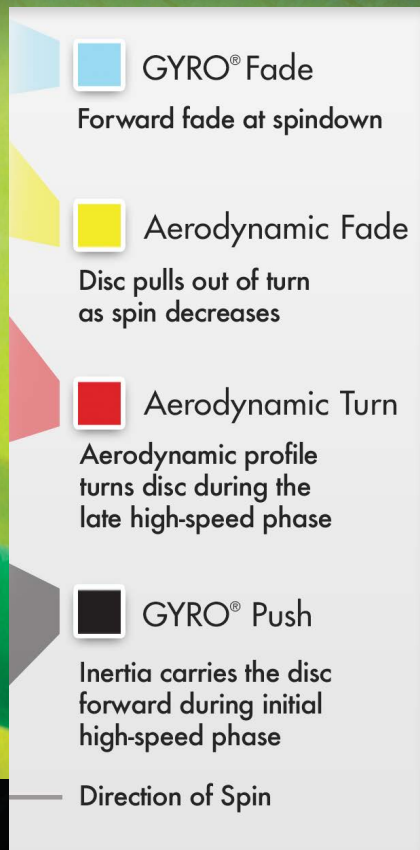 GYRO® Fade
Forward fade at spindown
Aerodynamic Fade
Disc pulls out of turn
as spin decreases
Aerodynamic Turn
Aerodynamic profile
turns disc during the
late high-speed phase
GYRO® Push
Inertia carries the disc
forward during initial
high-speed phase
Direction of Spin